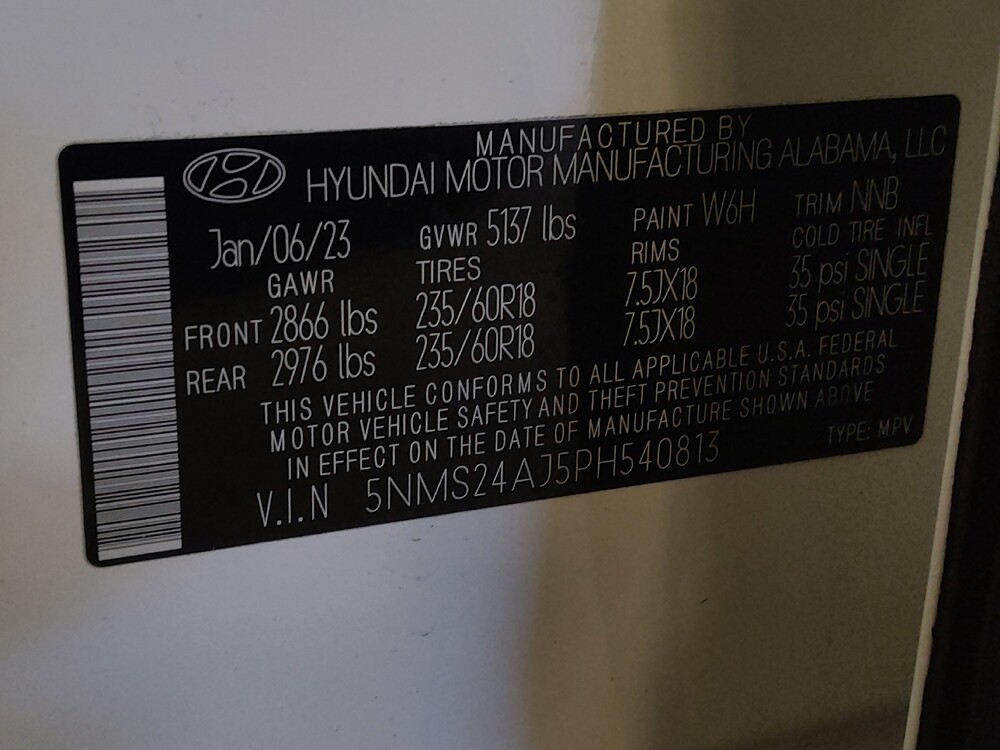 MANUFACTURED BY
HYUNDAI MOTOR MANUFACTURING ALABAMA, LLC
Jan/06/23 GVWR 5137 lbs PAINT W6H TRIM NNB
GAWR TIRES RIMS COLD TIRE INFL
FRONT 2866 lbs 235/60R18 7.5JX18 35 psi SINGLE
REAR 2976 lbs 235/60R18 7.5JX18 35 psi SINGLE
THIS VEHICLE CONFORMS TO ALL APPLICABLE U.S.A. FEDERAL
MOTOR VEHICLE SAFETY AND THEFT PREVENTION STANDARDS
IN EFFECT ON THE DATE OF MANUFACTURE SHOWN ABOVE
V.I.N 5NMS24AJ5PH540813 TYPE: MPV